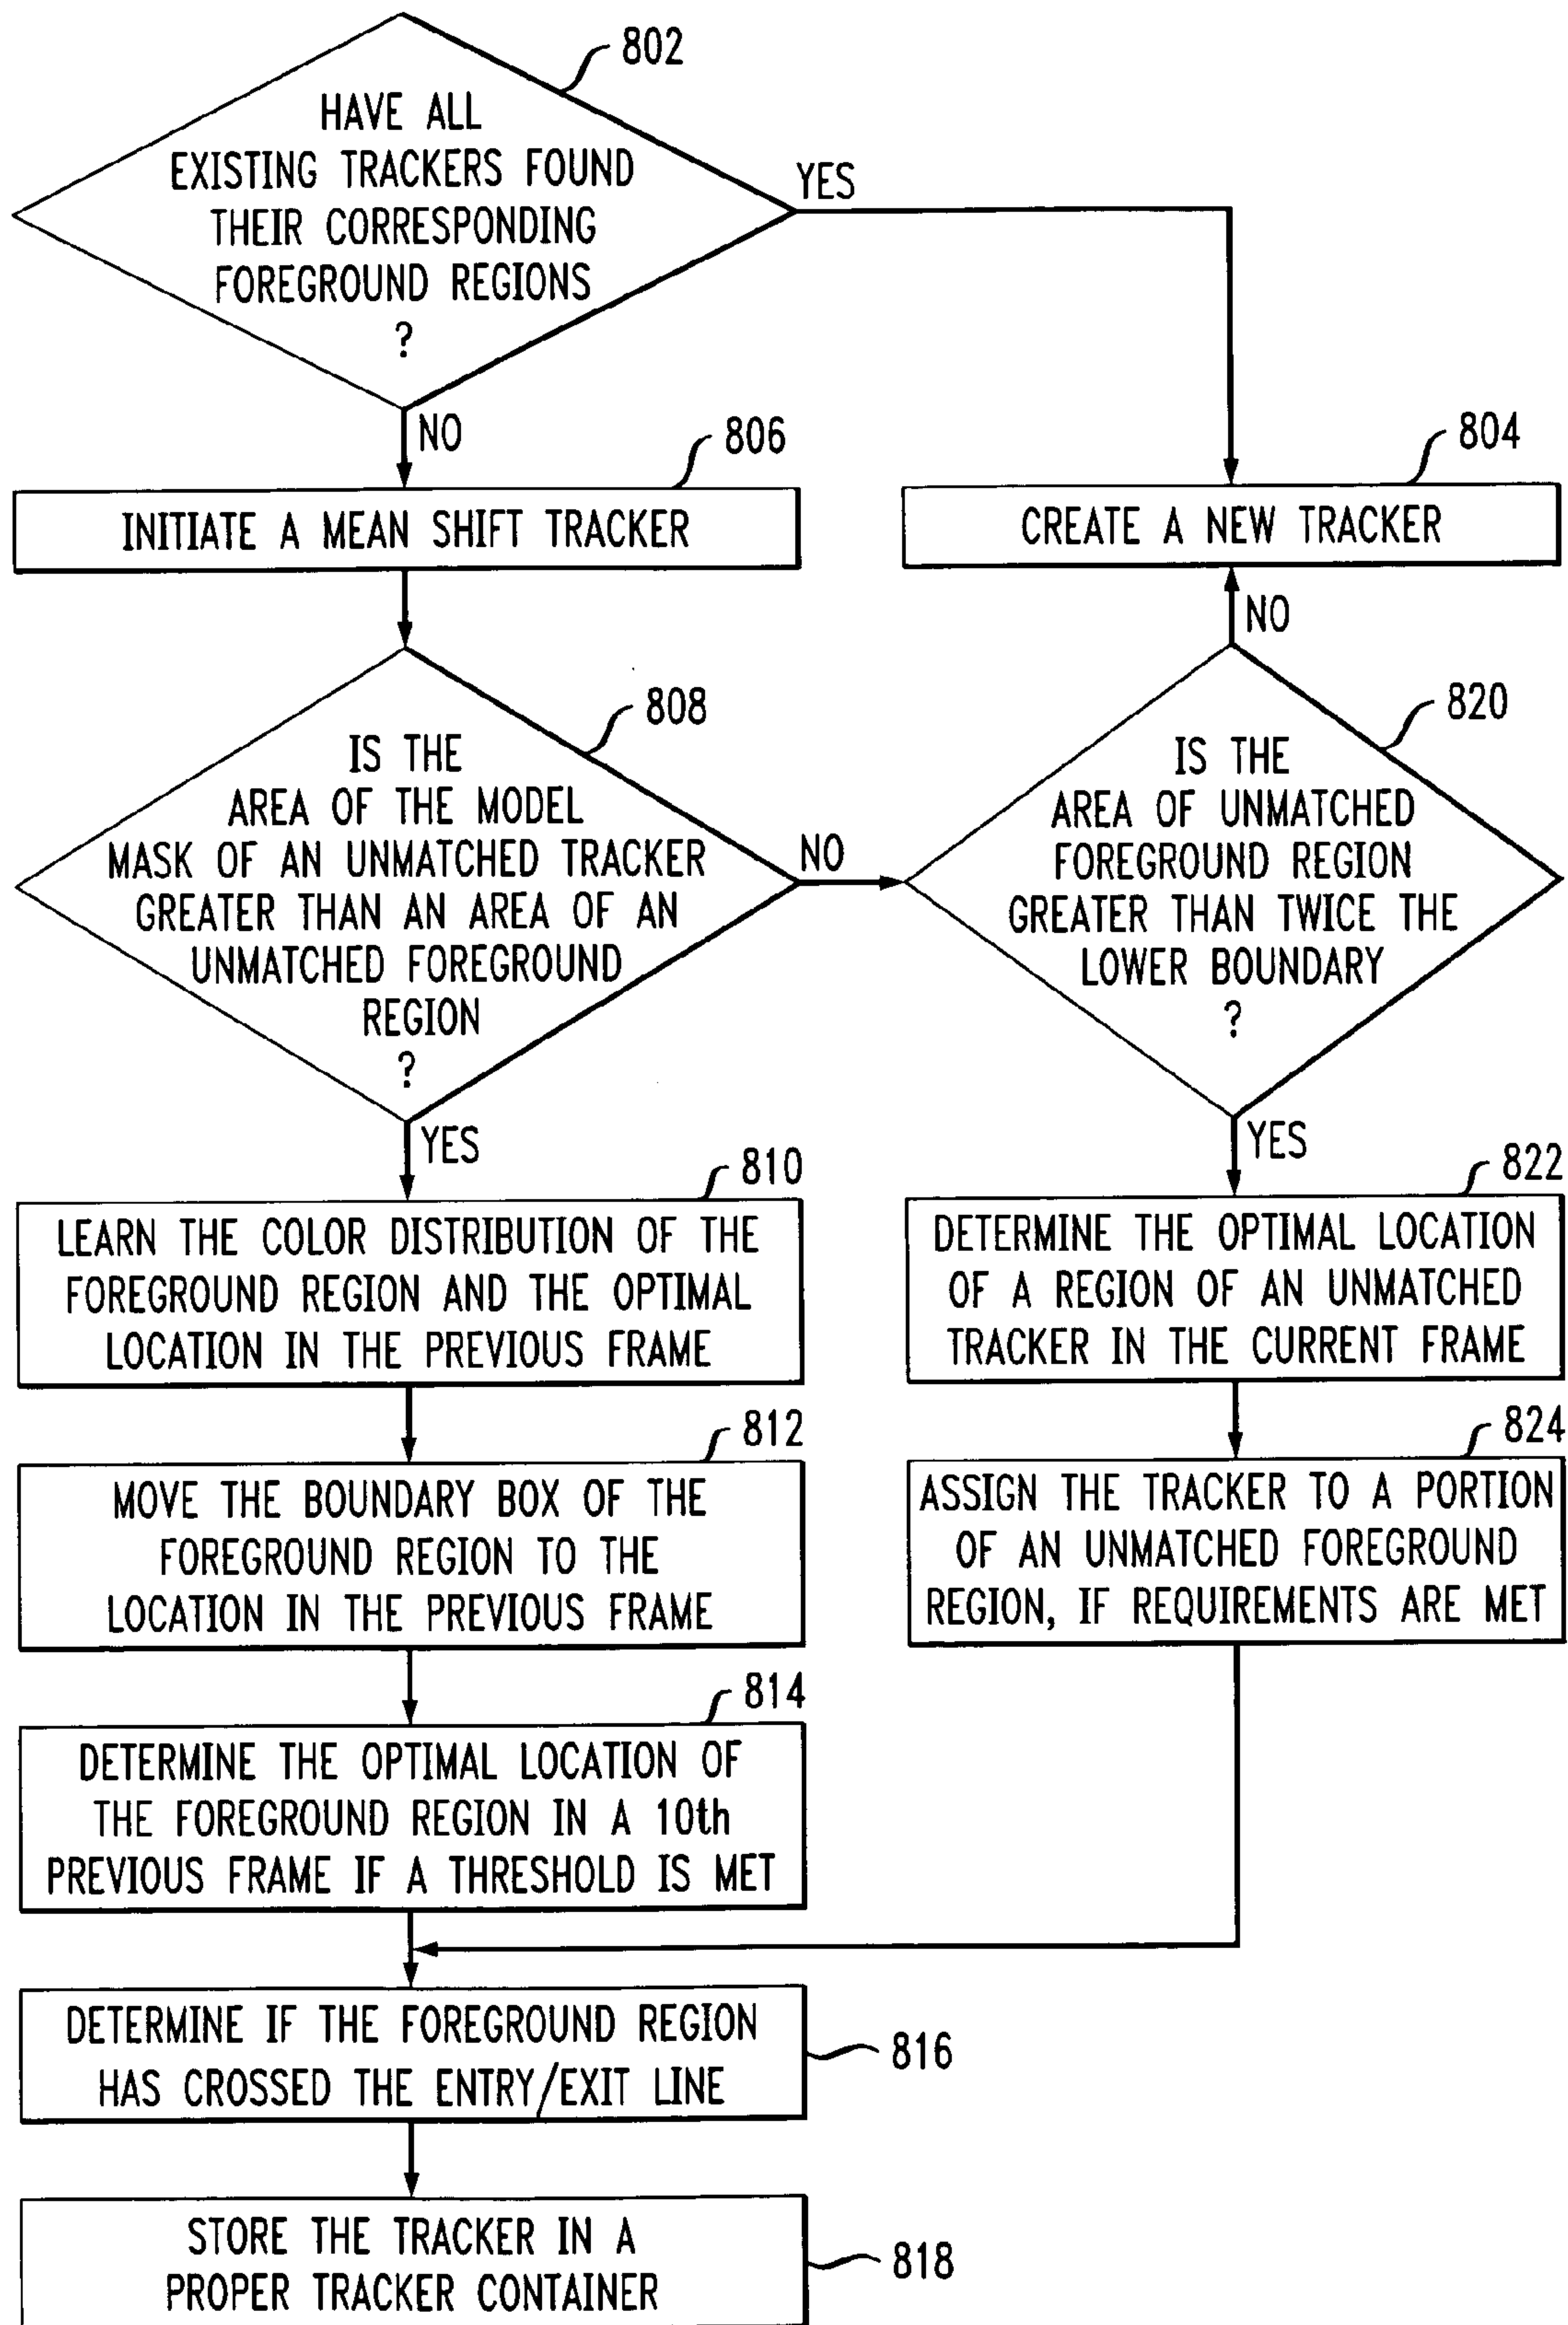 802
HAVE ALL
EXISTING TRACKERS FOUND
THEIR CORRESPONDING
FOREGROUND REGIONS
?
YES
NO
806
INITIATE A MEAN SHIFT TRACKER
804
CREATE A NEW TRACKER
NO
808
IS THE
AREA OF THE MODEL
MASK OF AN UNMATCHED TRACKER
GREATER THAN AN AREA OF AN
UNMATCHED FOREGROUND
REGION
?
NO
YES
820
IS THE
AREA OF UNMATCHED
FOREGROUND REGION
GREATER THAN TWICE THE
LOWER BOUNDARY
?
YES
810
LEARN THE COLOR DISTRIBUTION OF THE
FOREGROUND REGION AND THE OPTIMAL
LOCATION IN THE PREVIOUS FRAME
822
DETERMINE THE OPTIMAL LOCATION
OF A REGION OF AN UNMATCHED
TRACKER IN THE CURRENT FRAME
812
MOVE THE BOUNDARY BOX OF THE
FOREGROUND REGION TO THE
LOCATION IN THE PREVIOUS FRAME
824
ASSIGN THE TRACKER TO A PORTION
OF AN UNMATCHED FOREGROUND
REGION, IF REQUIREMENTS ARE MET
814
DETERMINE THE OPTIMAL LOCATION OF
THE FOREGROUND REGION IN A 10th
PREVIOUS FRAME IF A THRESHOLD IS MET
DETERMINE IF THE FOREGROUND REGION
HAS CROSSED THE ENTRY/EXIT LINE
816
STORE THE TRACKER IN A
PROPER TRACKER CONTAINER
818